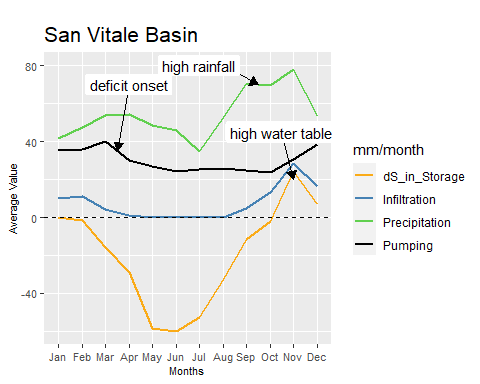 San Vitale Basin
high rainfall
deficit onset
high water table
80
40
0
-40
Average Value
Jan Feb Mar Apr May Jun Jul Aug Sep Oct Nov Dec
Months
mm/month
dS_in_Storage
Infiltration
Precipitation
Pumping